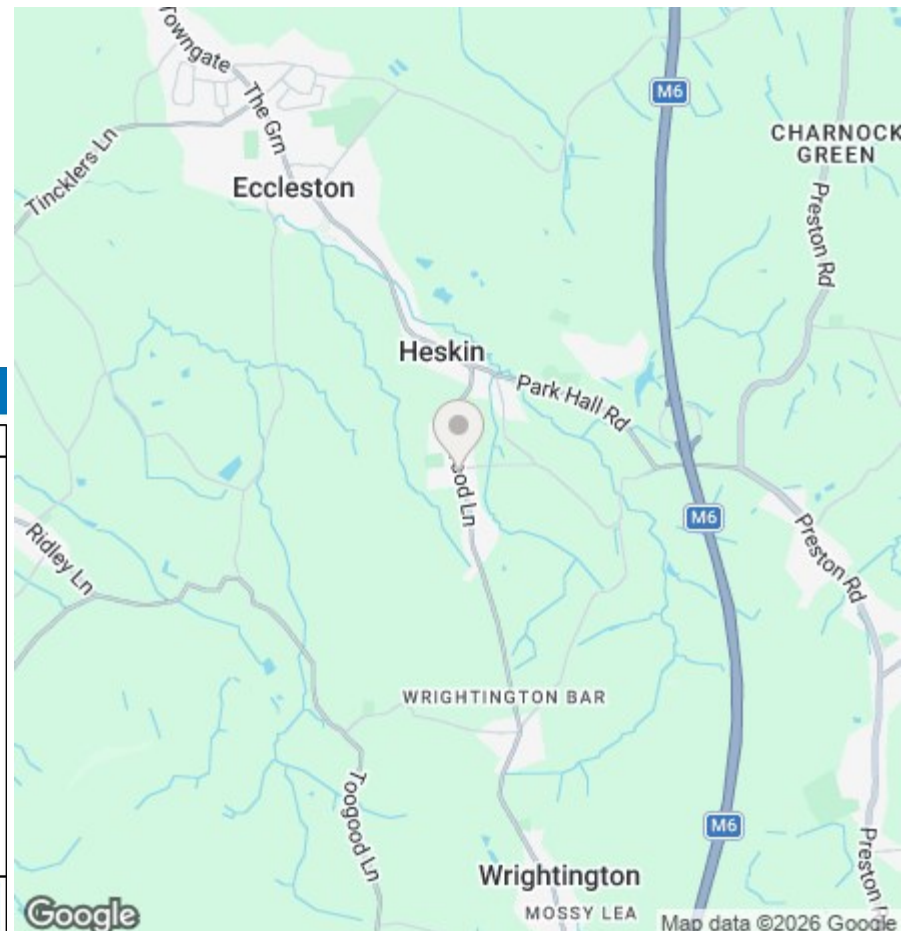 Towngate
The Grn
M6
CHARNOCK
GREEN
Tincklers Ln
Eccleston
Preston Rd
Heskin
Park Hall Rd
ood Ln
M6
Ridley Ln
Preston Rd
WRIGHTINGTON BAR
Toogood Ln
M6
Preston
Wrightington
MOSSY LEA
Google
Map data ©2026 Google